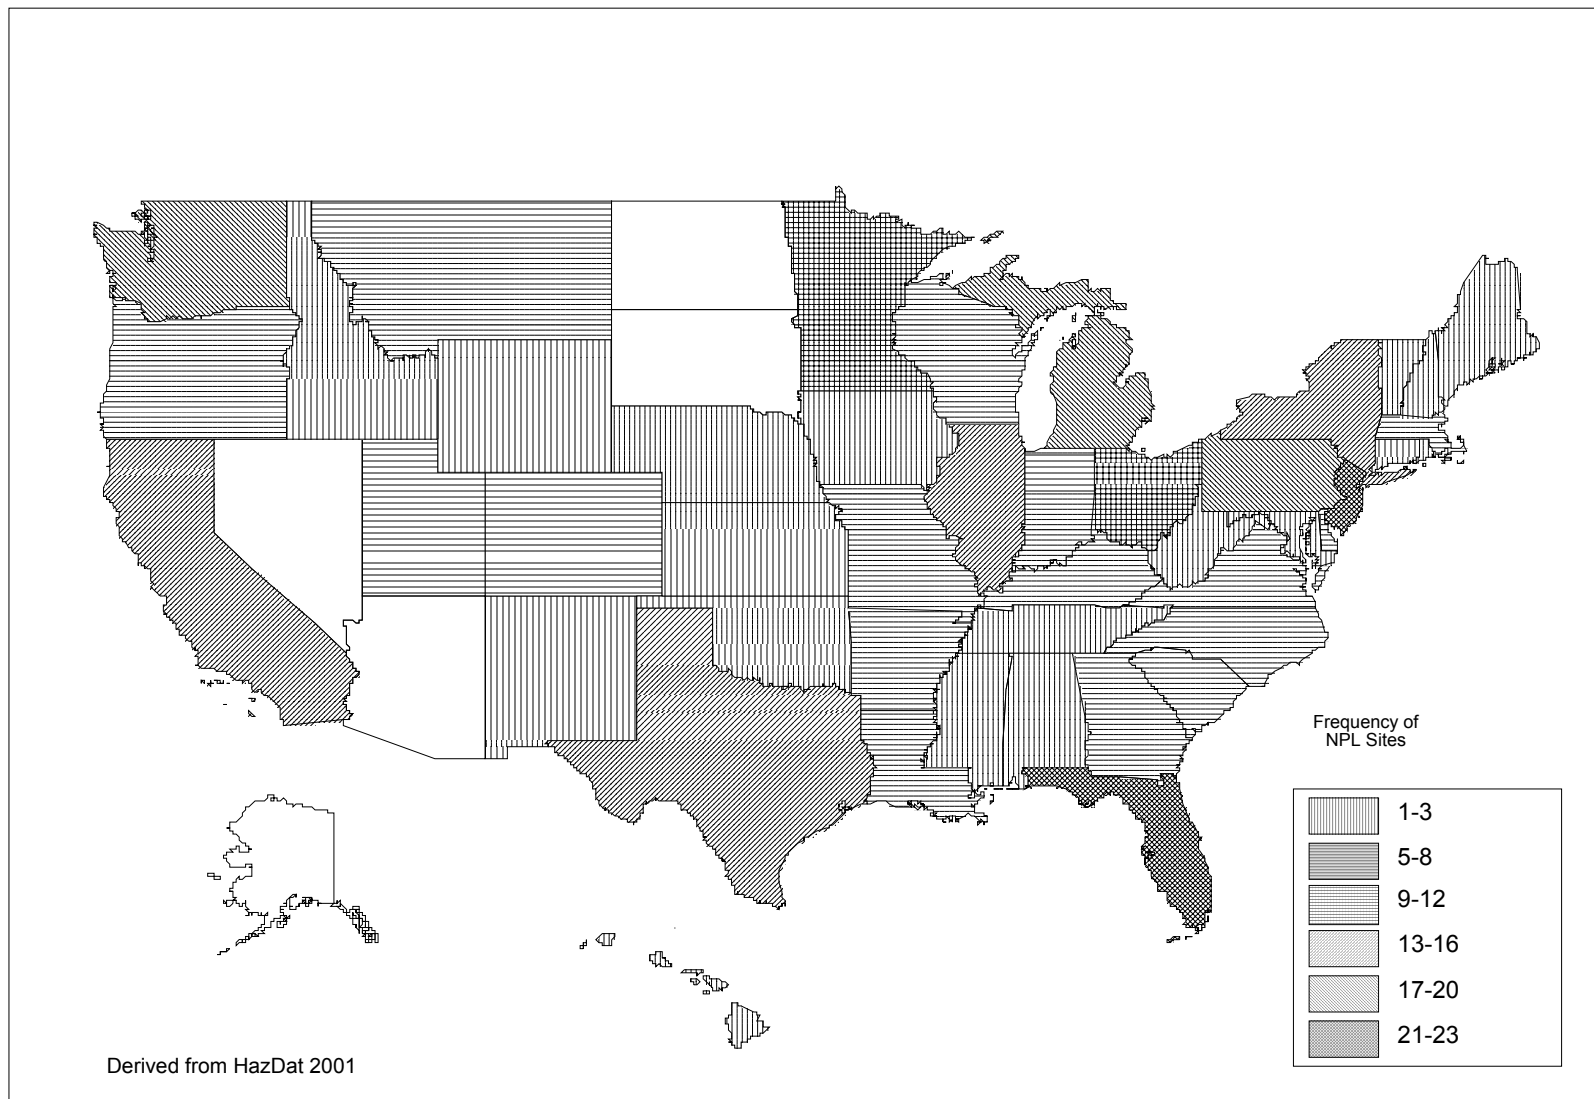 Frequency of
NPL Sites
1-3
5-8
9-12
13-16
17-20
21-23
Derived from HazDat 2001